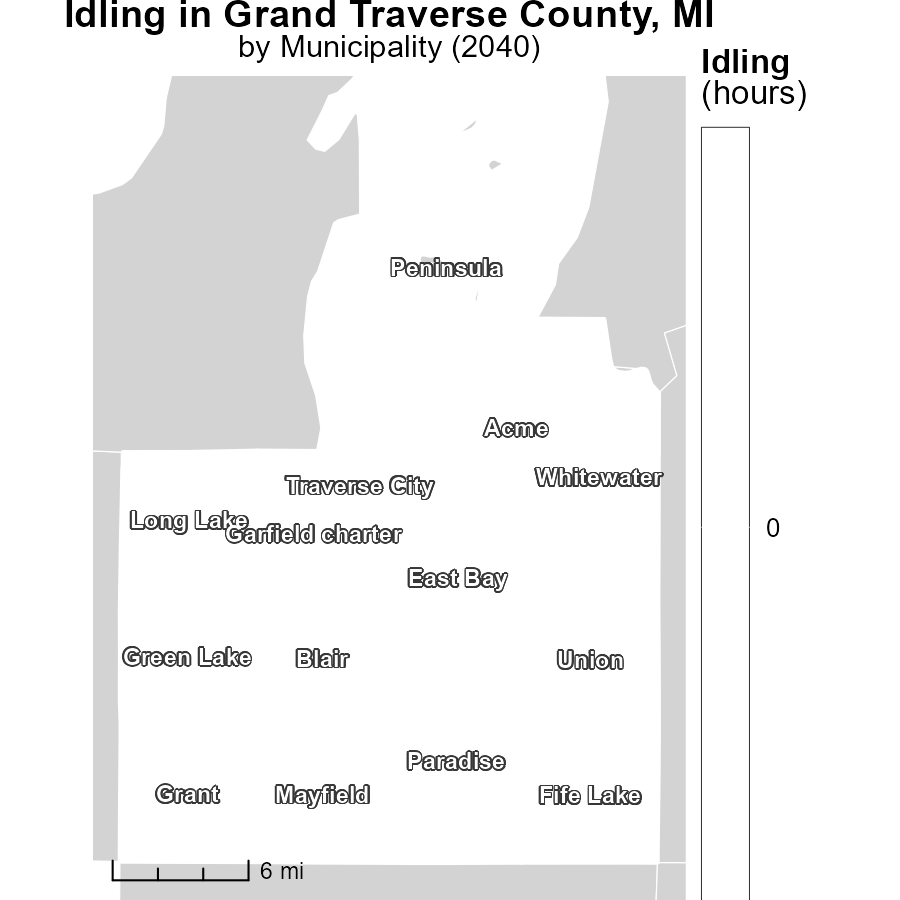 Idling in Grand Traverse County, MI
by Municipality (2040)
Idling
(hours)
Peninsula
Acme
Whitewater
Traverse City
Long Lake
Garfield charter
0
East Bay
Green Lake
Blair
Union
Paradise
Grant
Mayfield
Fife Lake
6 mi